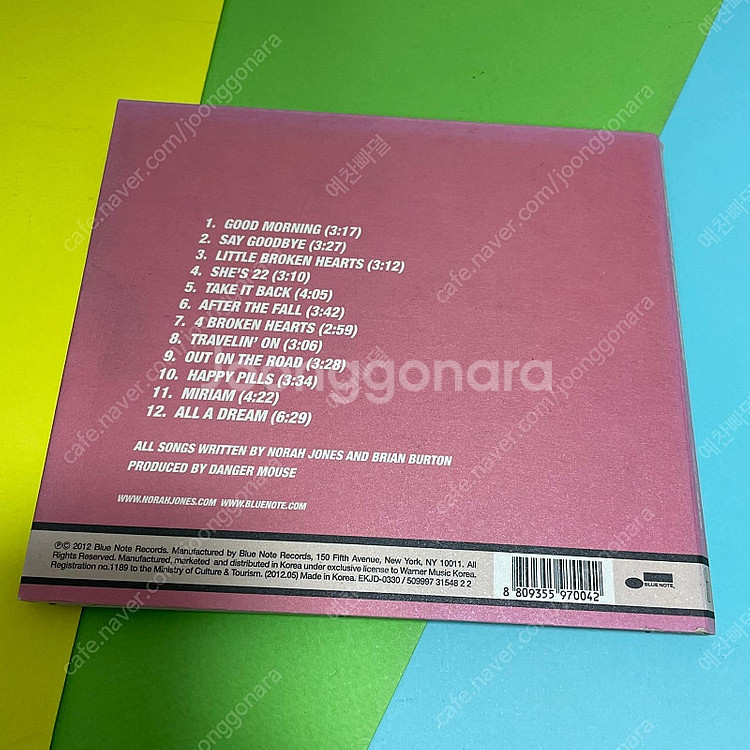 1. GOOD MORNING (3:17)
2. SAY GOODBYE (3:27)
3. LITTLE BROKEN HEARTS (3:12)
4. SHE'S 22 (3:10)
5. TAKE IT BACK (4:05)
6. AFTER THE FALL (3:42)
7. 4 BROKEN HEARTS (2:59)
8. TRAVELIN' ON (3:06)
9. OUT ON THE ROAD (3:28)
10. HAPPY PILLS (3:34)
11. MIRIAM (4:22)
12. ALL A DREAM (6:29)
ALL SONGS WRITTEN BY NORAH JONES AND BRIAN BURTON
PRODUCED BY DANGER MOUSE
WWW.NORAHJONES.COM WWW.BLUENOTE.COM
℗© 2012 Blue Note Records. Manufactured by Blue Note Records, 150 Fifth Avenue, New York, NY 10011. All
Rights Reserved. Manufactured, marketed and distributed in Korea under exclusive license to Warner Music Korea.
Registration no.1189 to the Ministry of Culture & Tourism. (2012.05) Made in Korea. EKJD-0330 / 509997 31548 2 2
8 809355 970042
BLUE NOTE
joonggonara
cafe.naver.com/joonggonara
예찬빠덜